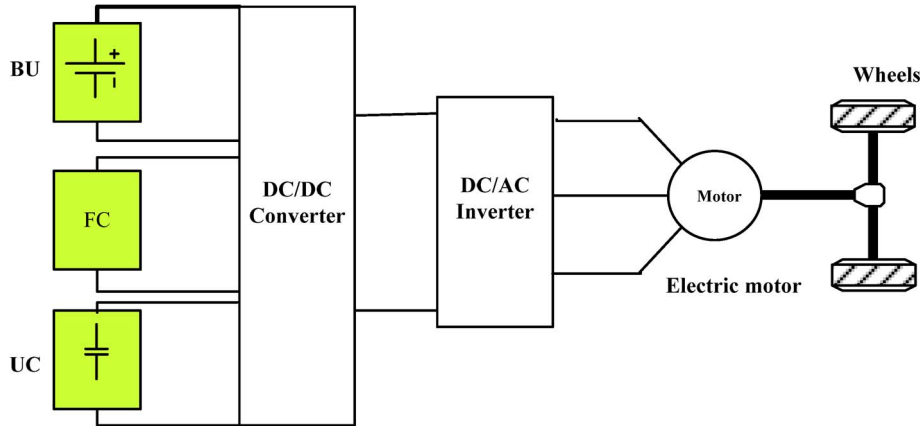 BU
+
FC
UC
DC/DC
Converter
DC/AC
Inverter
Motor
Electric motor
Wheels